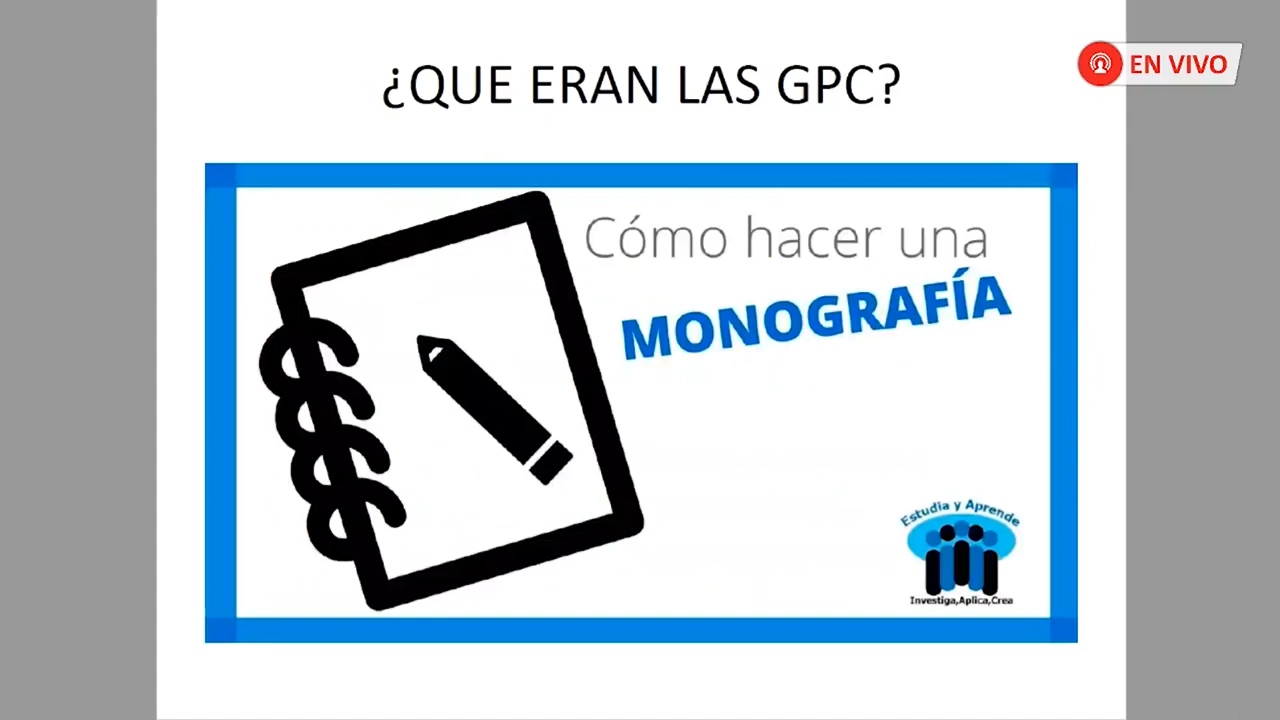 ¿QUE ERAN LAS GPC?
EN VIVO
Cómo hacer una
MONOGRAFÍA
Estudia y Aprende
Investiga,Aplica,Crea